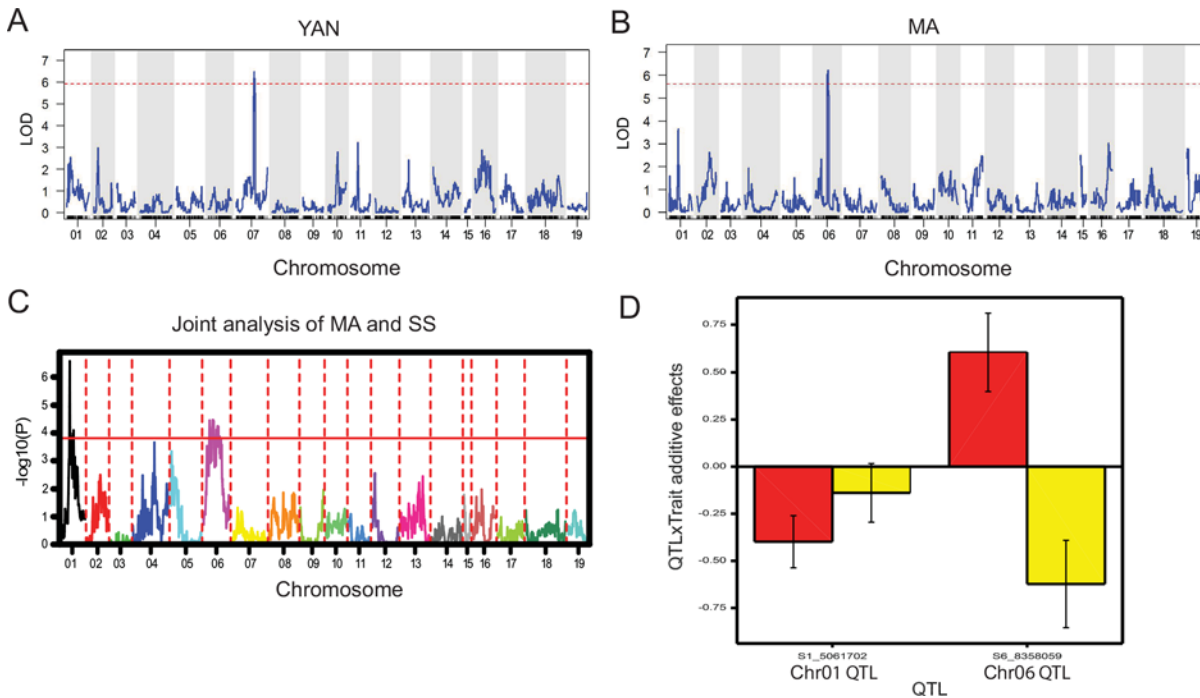 A
YAN
LOD
7
6
5
4
3
2
1
0
01 02 03 04 05 06 07 08 09 10 11 12 13 14 15 16 17 18 19
Chromosome
B
MA
LOD
7
6
5
4
3
2
1
0
01 02 03 04 05 06 07 08 09 10 11 12 13 14 15 16 17 18 19
Chromosome
C
Joint analysis of MA and SS
-log10(P)
6
5
4
3
2
1
0
01 02 03 04 05 06 07 08 09 10 11 12 13 14 15 16 17 18 19
Chromosome
D
QTLxTrait additive effects
0.75
0.50
0.25
0.00
-0.25
-0.50
-0.75
S1_5061702 S6_8358059
Chr01 QTL Chr06 QTL
QTL